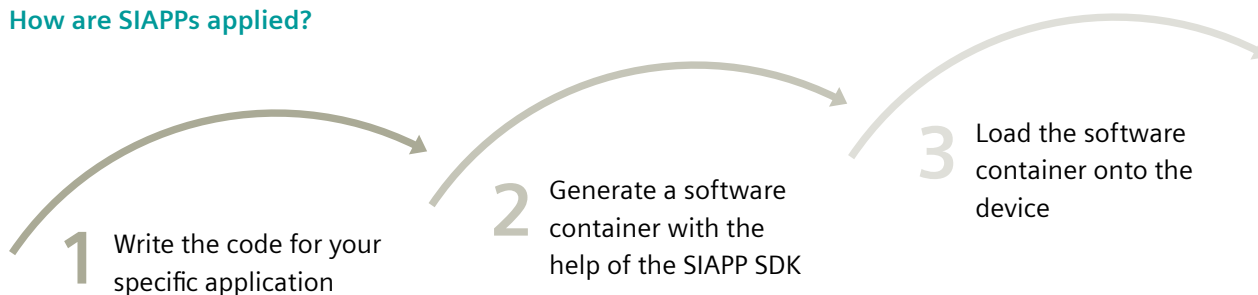 How are SIAPPs applied?
1 Write the code for your
specific application
2 Generate a software
container with the
help of the SIAPP SDK
3 Load the software
container onto the
device